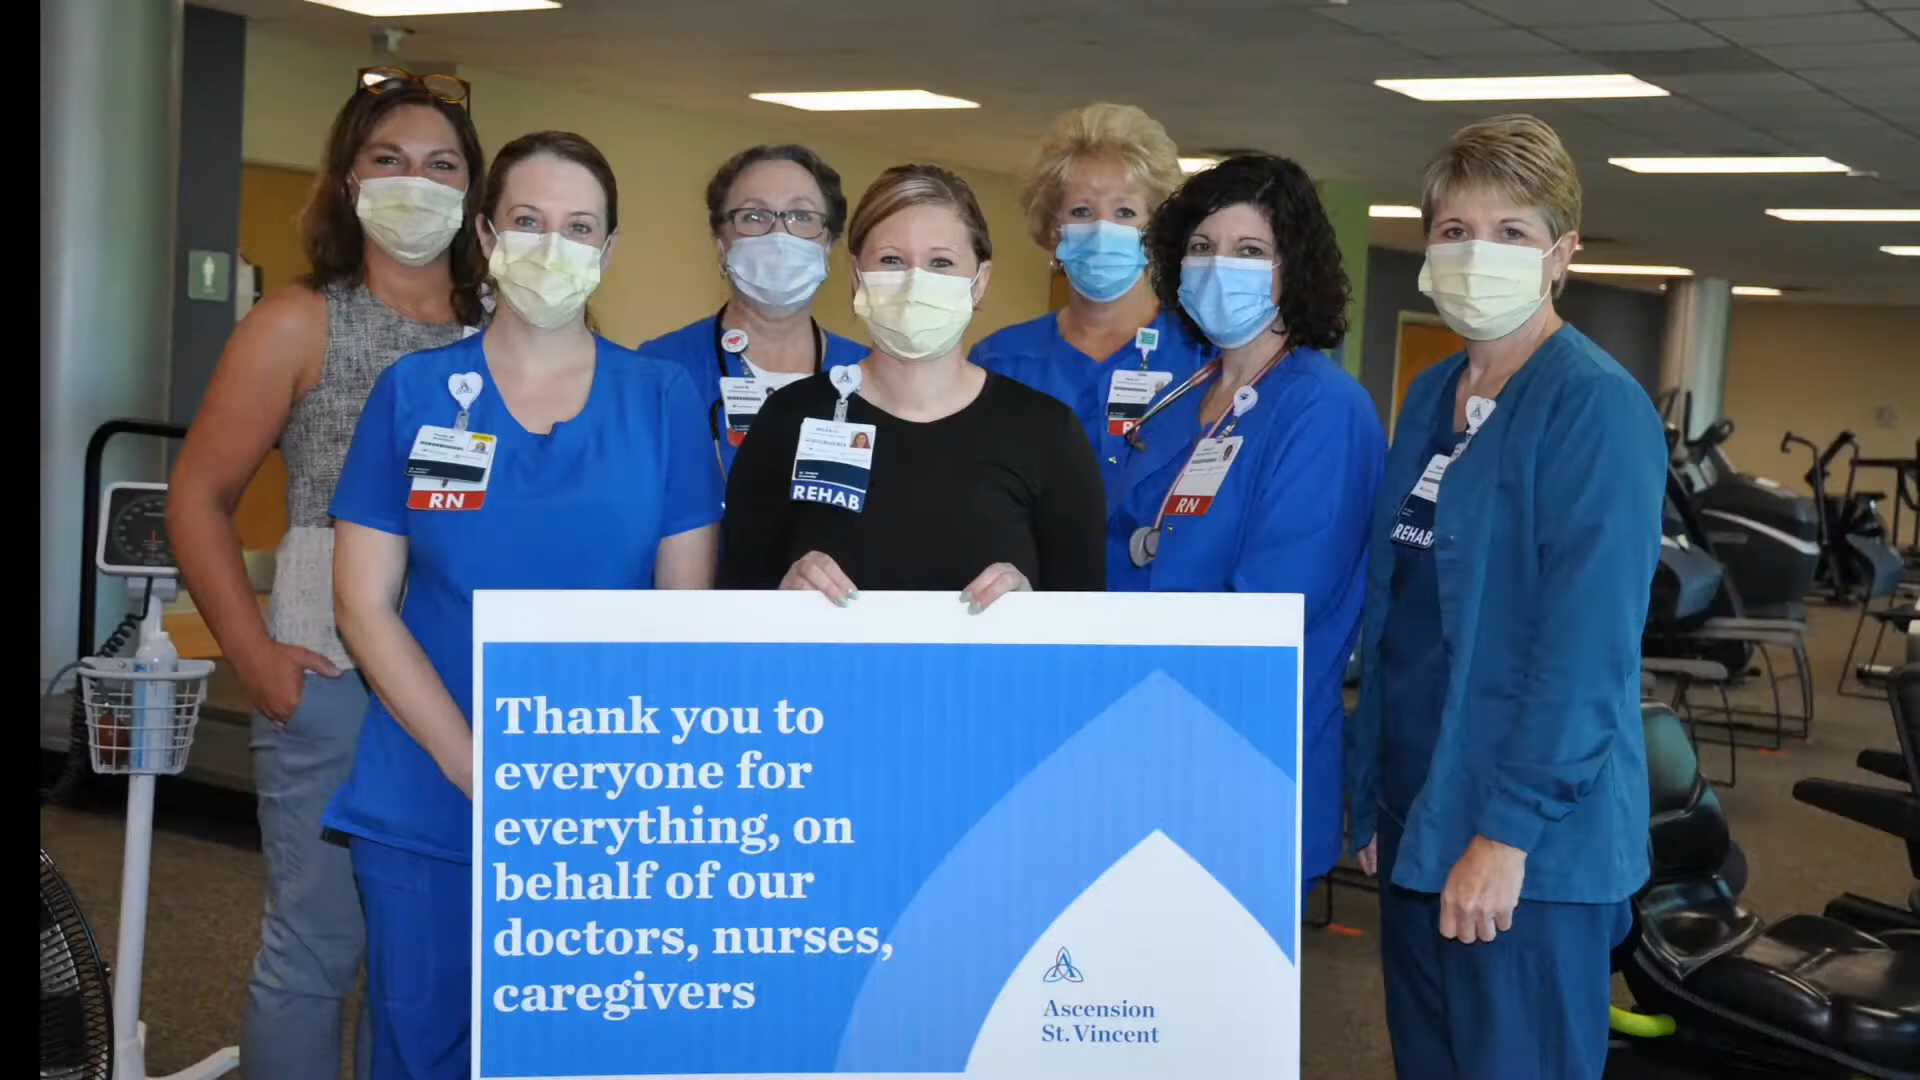 RN
REHAB
RN
REHAB
Thank you to
everyone for
everything, on
behalf of our
doctors, nurses,
caregivers
Ascension
St. Vincent